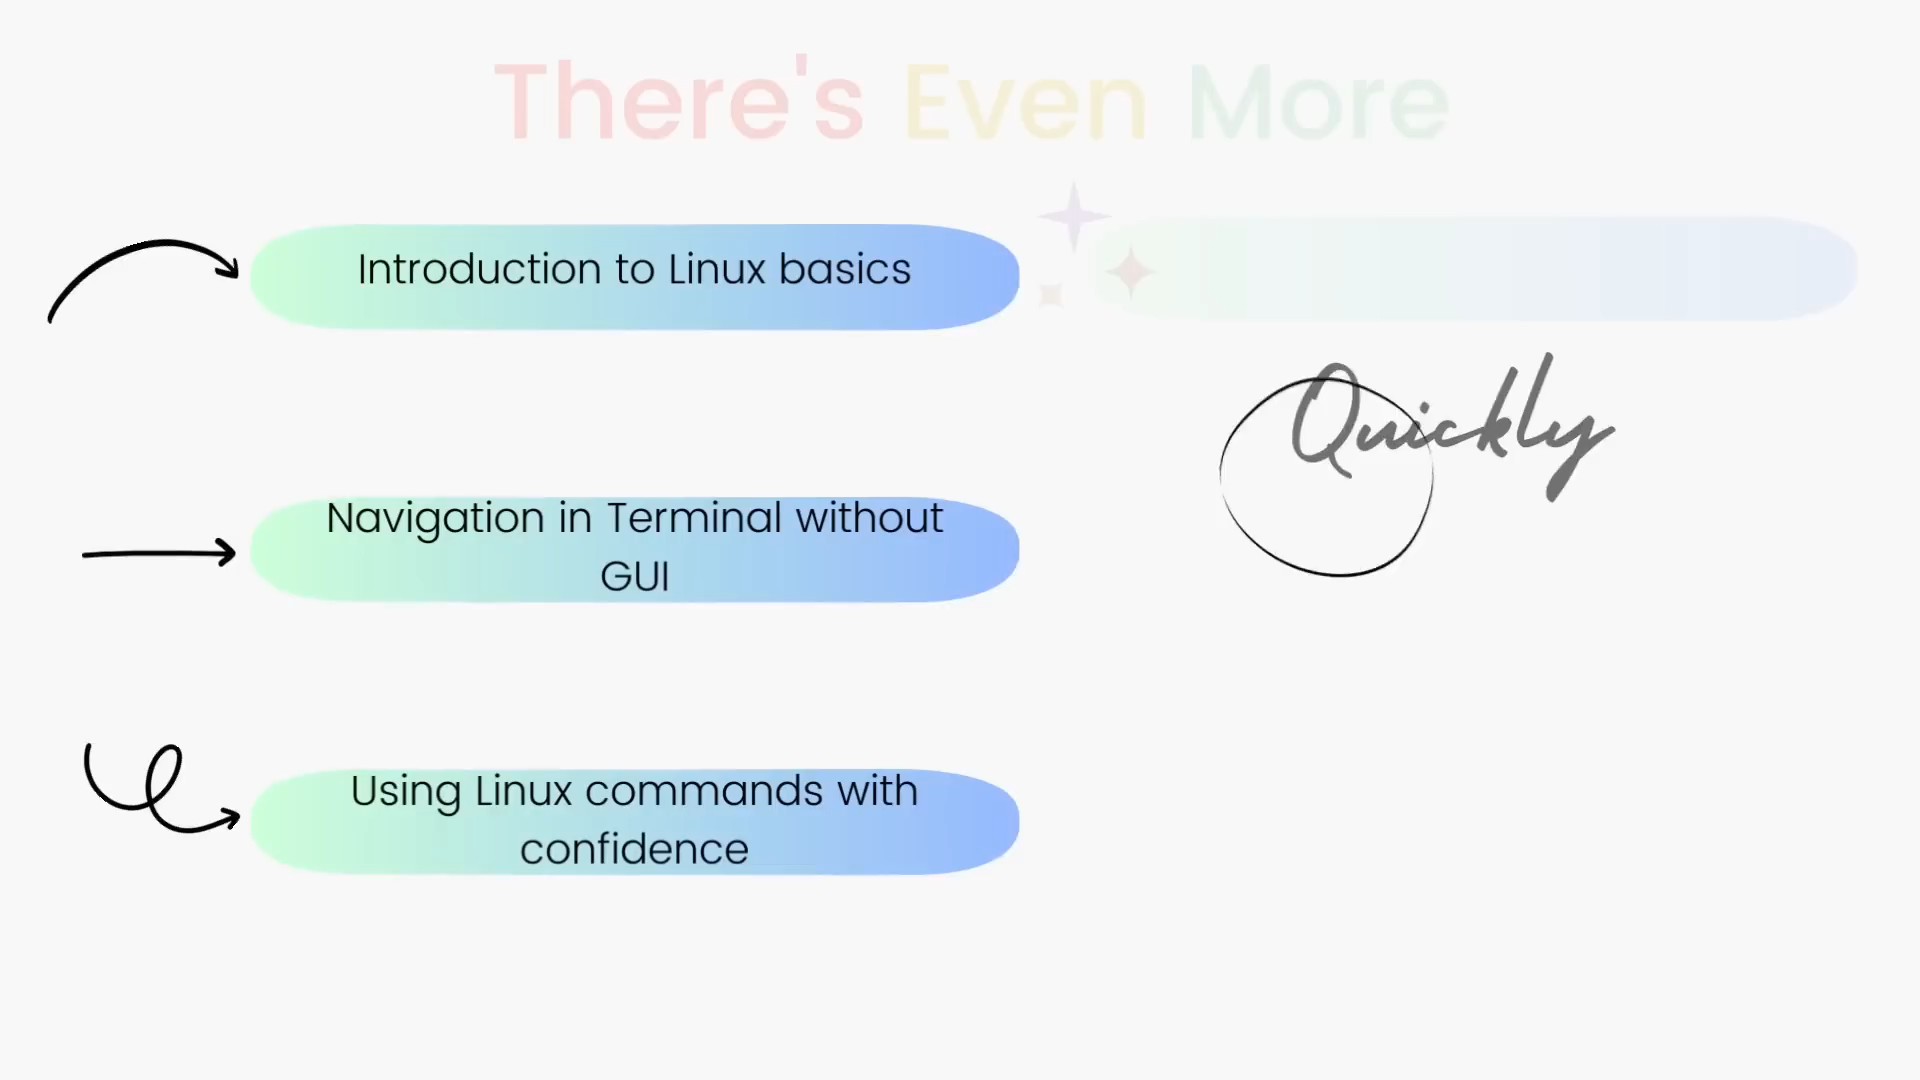 There's Even More
Introduction to Linux basics
Quickly
Navigation in Terminal without
GUI
Using Linux commands with
confidence